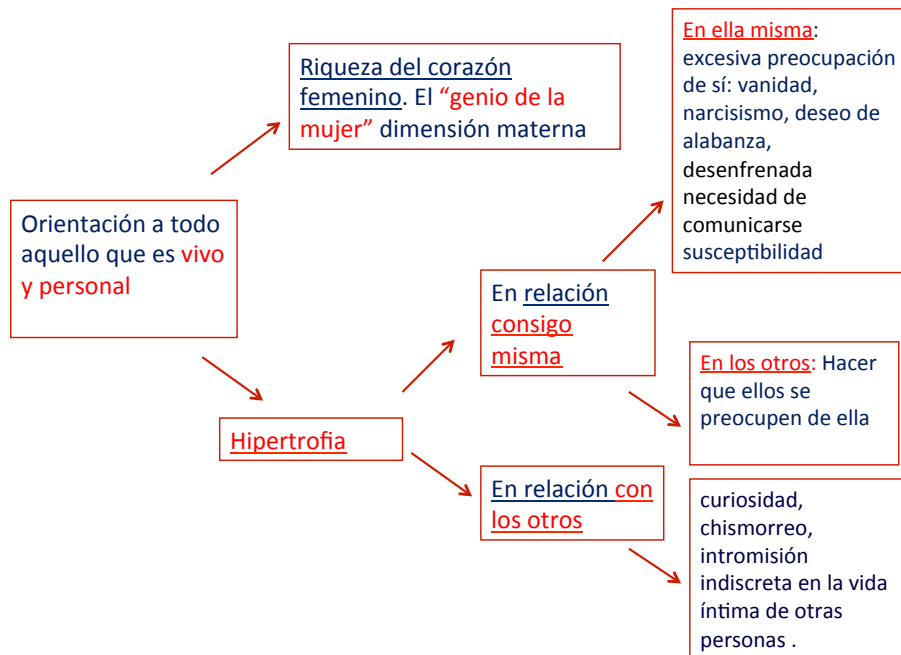 Riqueza del corazón
femenino. El “genio de la
mujer” dimensión materna
En ella misma:
excesiva preocupación
de sí: vanidad,
narcisismo, deseo de
alabanza,
desenfrenada
necesidad de
comunicarse
susceptibilidad
Orientación a todo
aquello que es vivo
y personal
En relación
consigo
misma
En los otros: Hacer
que ellos se
preocupen de ella
Hipertrofia
En relación con
los otros
curiosidad,
chismorreo,
intromisión
indiscreta en la vida
íntima de otras
personas .